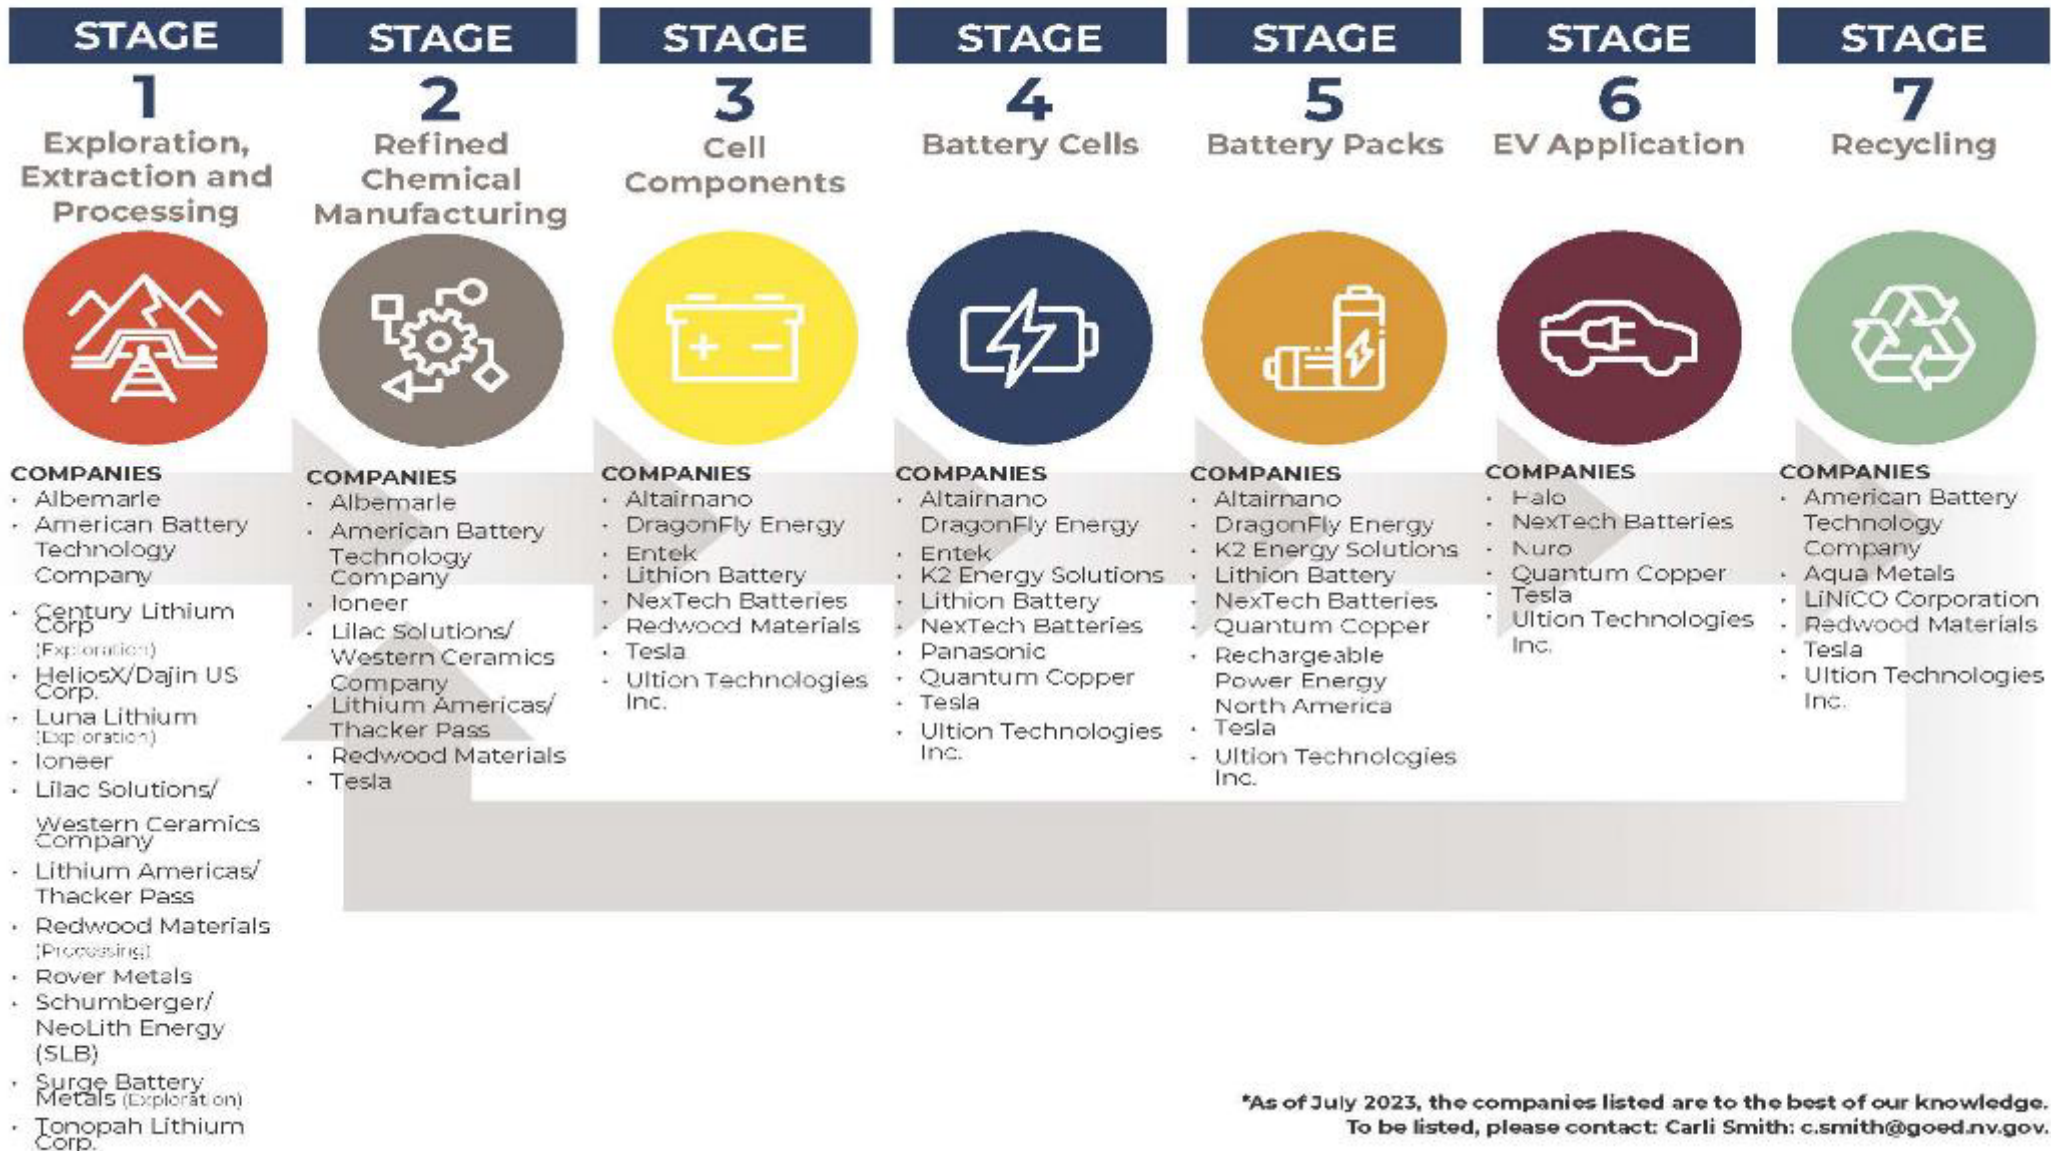 STAGE
1
Exploration,
Extraction and
Processing
COMPANIES
· Albemarle
· American Battery
Technology
Company
· Century Lithium
Corp
(Exploration)
· HeliosX/Dajin US
Corp.
· Luna Lithium
(Exploration)
· Ioneer
· Lilac Solutions/
Western Ceramics
Company
· Lithium Americas/
Thacker Pass
· Redwood Materials
(Processing)
· Rover Metals
· Schumberger/
NeoLith Energy
(SLB)
· Surge Battery
Metals (Exploration)
· Tonopah Lithium
Corp.
STAGE
2
Refined
Chemical
Manufacturing
COMPANIES
· Albemarle
· American Battery
Technology
Company
· Ioneer
· Lilac Solutions/
Western Ceramics
Company
· Lithium Americas/
Thacker Pass
· Redwood Materials
· Tesla
STAGE
3
Cell
Components
+ −
COMPANIES
· Altairnano
· DragonFly Energy
· Entek
· Lithion Battery
· NexTech Batteries
· Redwood Materials
· Tesla
· Ultion Technologies
Inc.
STAGE
4
Battery Cells
COMPANIES
· Altairnano
DragonFly Energy
· Entek
· K2 Energy Solutions
· Lithion Battery
· NexTech Batteries
· Panasonic
· Quantum Copper
· Tesla
· Ultion Technologies
Inc.
STAGE
5
Battery Packs
COMPANIES
· Altairnano
· DragonFly Energy
· K2 Energy Solutions
· Lithion Battery
· NexTech Batteries
· Quantum Copper
· Rechargeable
Power Energy
North America
· Tesla
· Ultion Technologies
Inc.
STAGE
6
EV Application
COMPANIES
· Halo
· NexTech Batteries
· Nuro
· Quantum Copper
· Tesla
· Ultion Technologies
Inc.
STAGE
7
Recycling
COMPANIES
· American Battery
Technology
Company
· Aqua Metals
· LiNiCO Corporation
· Redwood Materials
· Tesla
· Ultion Technologies
Inc.
*As of July 2023, the companies listed are to the best of our knowledge.
To be listed, please contact: Carli Smith: c.smith@goed.nv.gov.